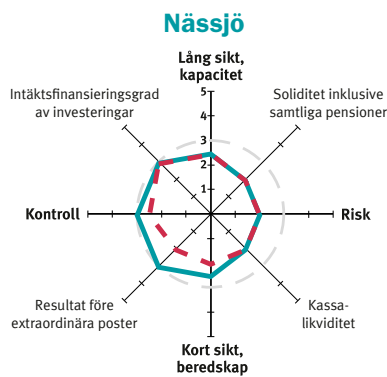 Nässjö
Lång sikt,
kapacitet
Intäktsfinansieringsgrad
av investeringar
Soliditet inklusive
samtliga pensioner
5
4
3
2
1
Kontroll
Risk
Resultat före
extraordinära poster
Kassa-
likviditet
Kort sikt,
beredskap